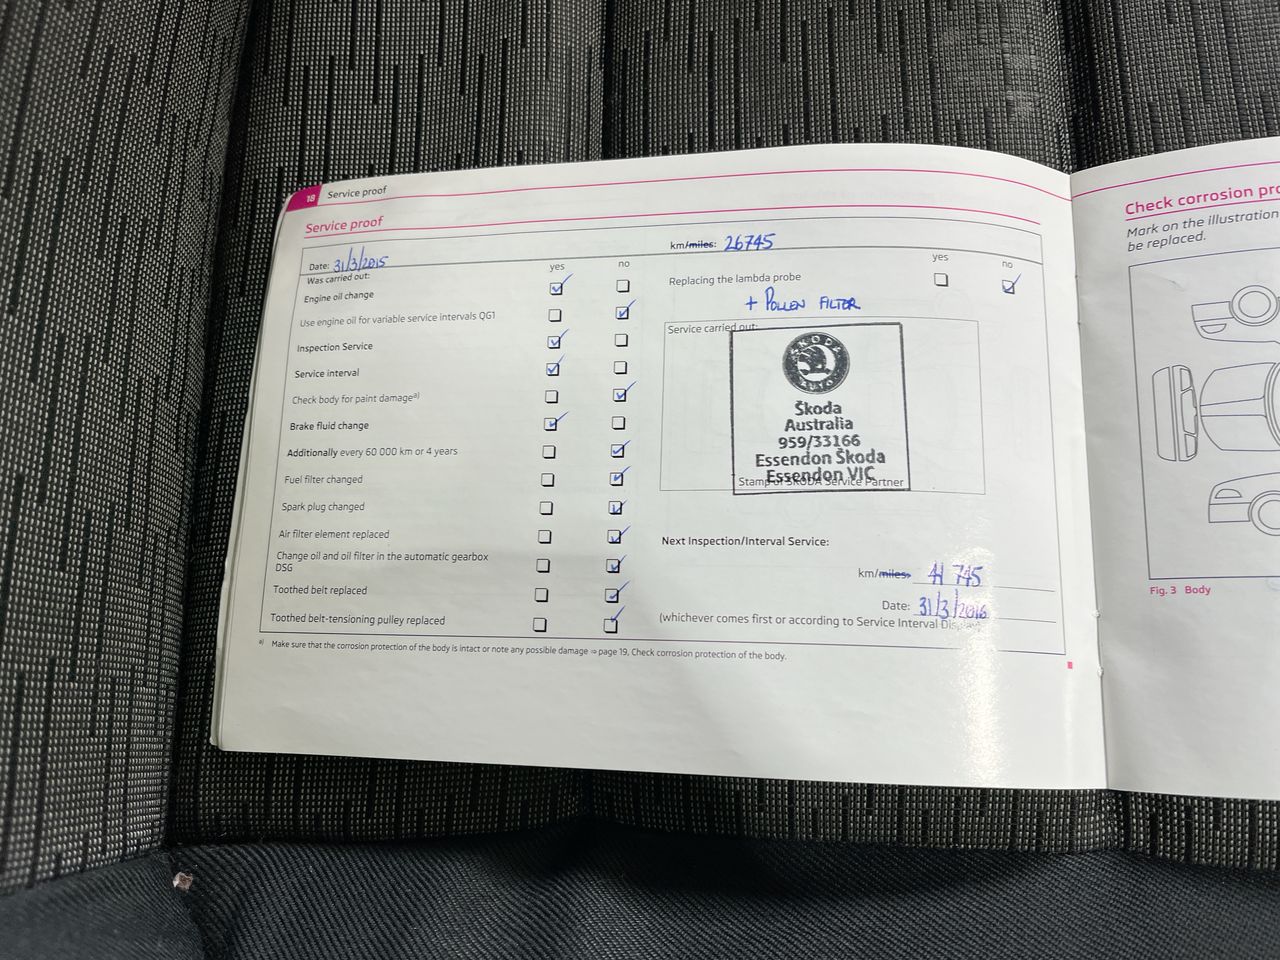 18 Service proof
Service proof
Date: 31/3/2015
km/miles: 26745
Was carried out:
yes no
Engine oil change
Use engine oil for variable service intervals QG1
Inspection Service
Service interval
Check body for paint damage a)
Brake fluid change
Additionally every 60 000 km or 4 years
Fuel filter changed
Spark plug changed
Air filter element replaced
Change oil and oil filter in the automatic gearbox
DSG
Toothed belt replaced
Toothed belt-tensioning pulley replaced
yes no
Replacing the lambda probe
+ POLLEN FILTER
Service carried out:
ŠKODA
AUTO
Škoda
Australia
959/33166
Essendon Škoda
Essendon VIC
Stamp of ŠKODA Service Partner
Next Inspection/Interval Service:
km/miles: 41 745
Date: 31/3/2016
(whichever comes first or according to Service Interval Display)
a) Make sure that the corrosion protection of the body is intact or note any possible damage ⇒ page 19, Check corrosion protection of the body.
Check corrosion
Mark on the illustration
be replaced.
Fig. 3 Body